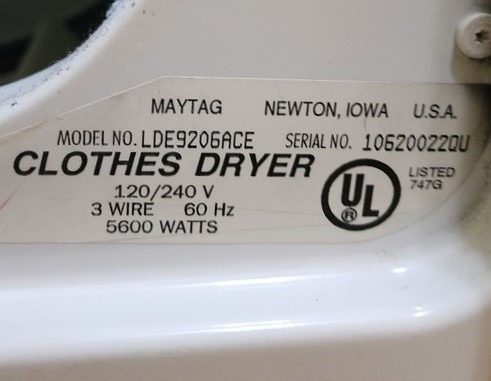 MAYTAG NEWTON, IOWA U.S.A.
MODEL NO. LDE9206ACE SERIAL NO. 10620022QU
CLOTHES DRYER
120/240 V
3 WIRE 60 Hz
5600 WATTS
UL ®
LISTED
747G